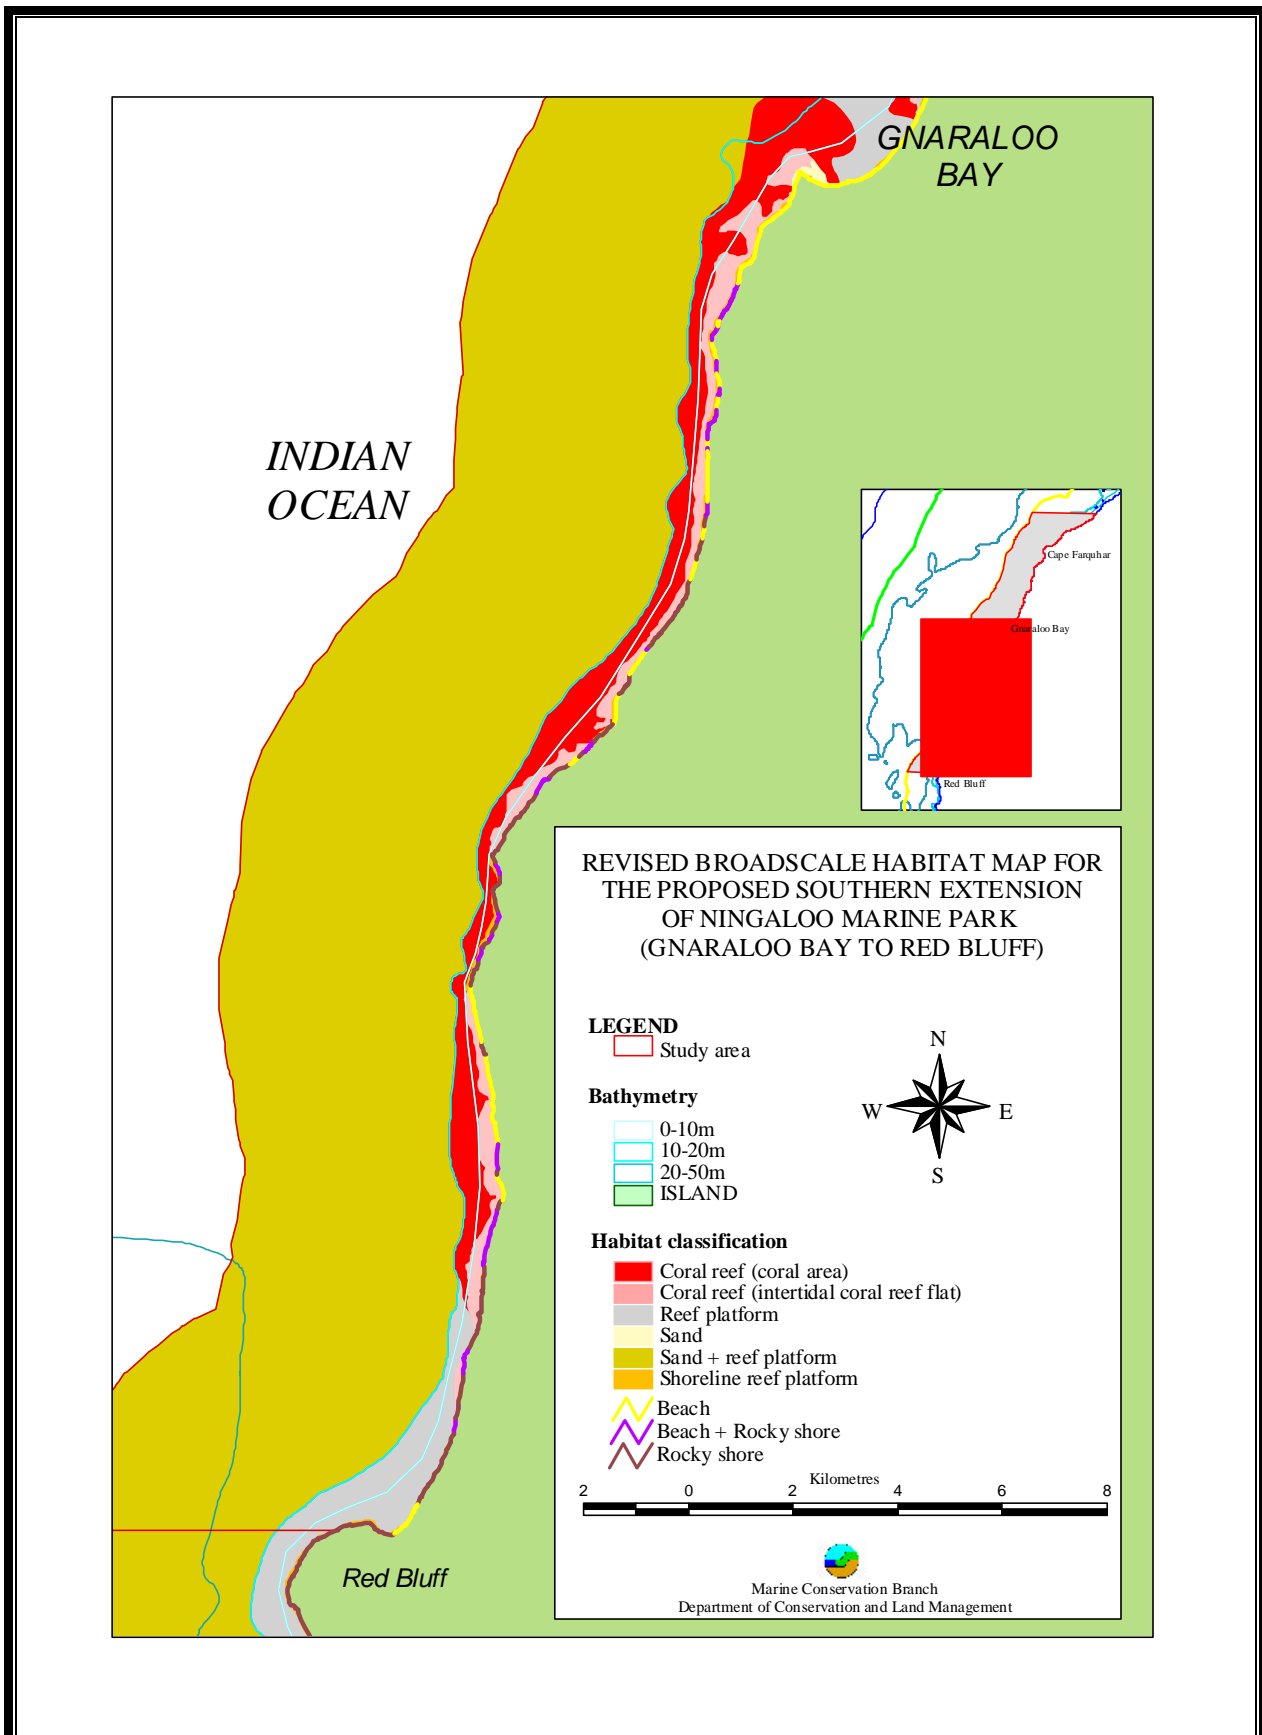 GNARALOO
BAY
INDIAN
OCEAN
Cape Farquhar
Gnaraloo Bay
Red Bluff
REVISED BROADSCALE HABITAT MAP FOR
THE PROPOSED SOUTHERN EXTENSION
OF NINGALOO MARINE PARK
(GNARALOO BAY TO RED BLUFF)
LEGEND
Study area
Bathymetry
0-10m
10-20m
20-50m
ISLAND
N
W E
S
Habitat classification
Coral reef (coral area)
Coral reef (intertidal coral reef flat)
Reef platform
Sand
Sand + reef platform
Shoreline reef platform
Beach
Beach + Rocky shore
Rocky shore
Kilometres
2 0 2 4 6 8
Marine Conservation Branch
Department of Conservation and Land Management
Red Bluff